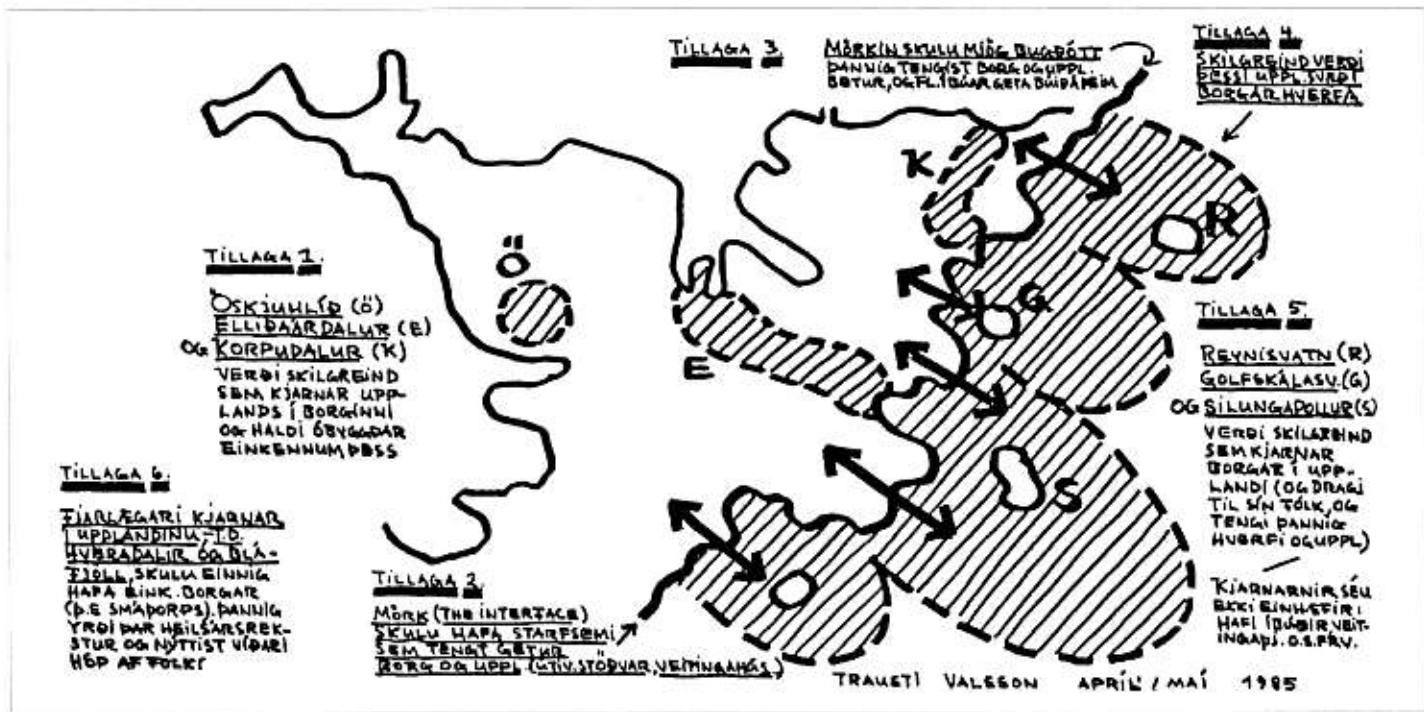 TILLAGA 3.
MÖRKIN SKULU MJÖG BUGÐÓTT
ÞANNIG TENGIST BORG OG UPPL.
BETUR, OG FL. ÍBÚAR GETA BÚIÐ Á ÞEIM
TILLAGA 4.
SKILGREIND VERÐI
ÞESSI UPPL.SVÆÐI
BORGARHVERFA
K
R
TILLAGA 1.
ÖSKJUHLÍÐ (Ö)
ELLIÐAÁRDALUR (E)
OG KORPUDALUR (K)
VERÐI SKILGREIND
SEM KJARNAR UPP-
LANDS Í BORGINNI
OG HALDI ÓBYGGÐAR
EINKENNUM ÞESS
Ö
E
G
TILLAGA 5.
REYNISVATN (R)
GOLFSKÁLASV. (G)
OG SILUNGAPOLLUR (S)
VERÐI SKILGREIND
SEM KJARNAR
BORGAR Í UPP-
LANDI (OG DRAGI
TIL SÍN FÓLK, OG
TENGI ÞANNIG
HVERFI OG UPPL)
KJARNARNIR SÉU
EKKI EINHÆFIR;
HAFI ÍBÚÐIR, VEIT-
INGAÞJ. O.S.FRV.
S
TILLAGA 6.
FJARLÆGARI KJARNAR
Í UPPLANDINU, T.D.
HVERADALIR OG BLÁ-
FJÖLL, SKULU EINNIG
HAFA EINK. BORGAR
(Þ.E SMÁÞORPS). ÞANNIG
YRÐI ÞAR HEILSÁRSREK-
STUR OG NÝTTIST VÍÐARI
HÓP AF FÓLKI
TILLAGA 2.
MÖRK (THE INTERFACE)
SKULU HAFA STARFSEMI
SEM TENGT GETUR
BORG OG UPPL. (ÚTIV.STÖÐVAR, VEITINGAHÚS.)
TRAUSTI VALSSON APRÍL / MAÍ 1985